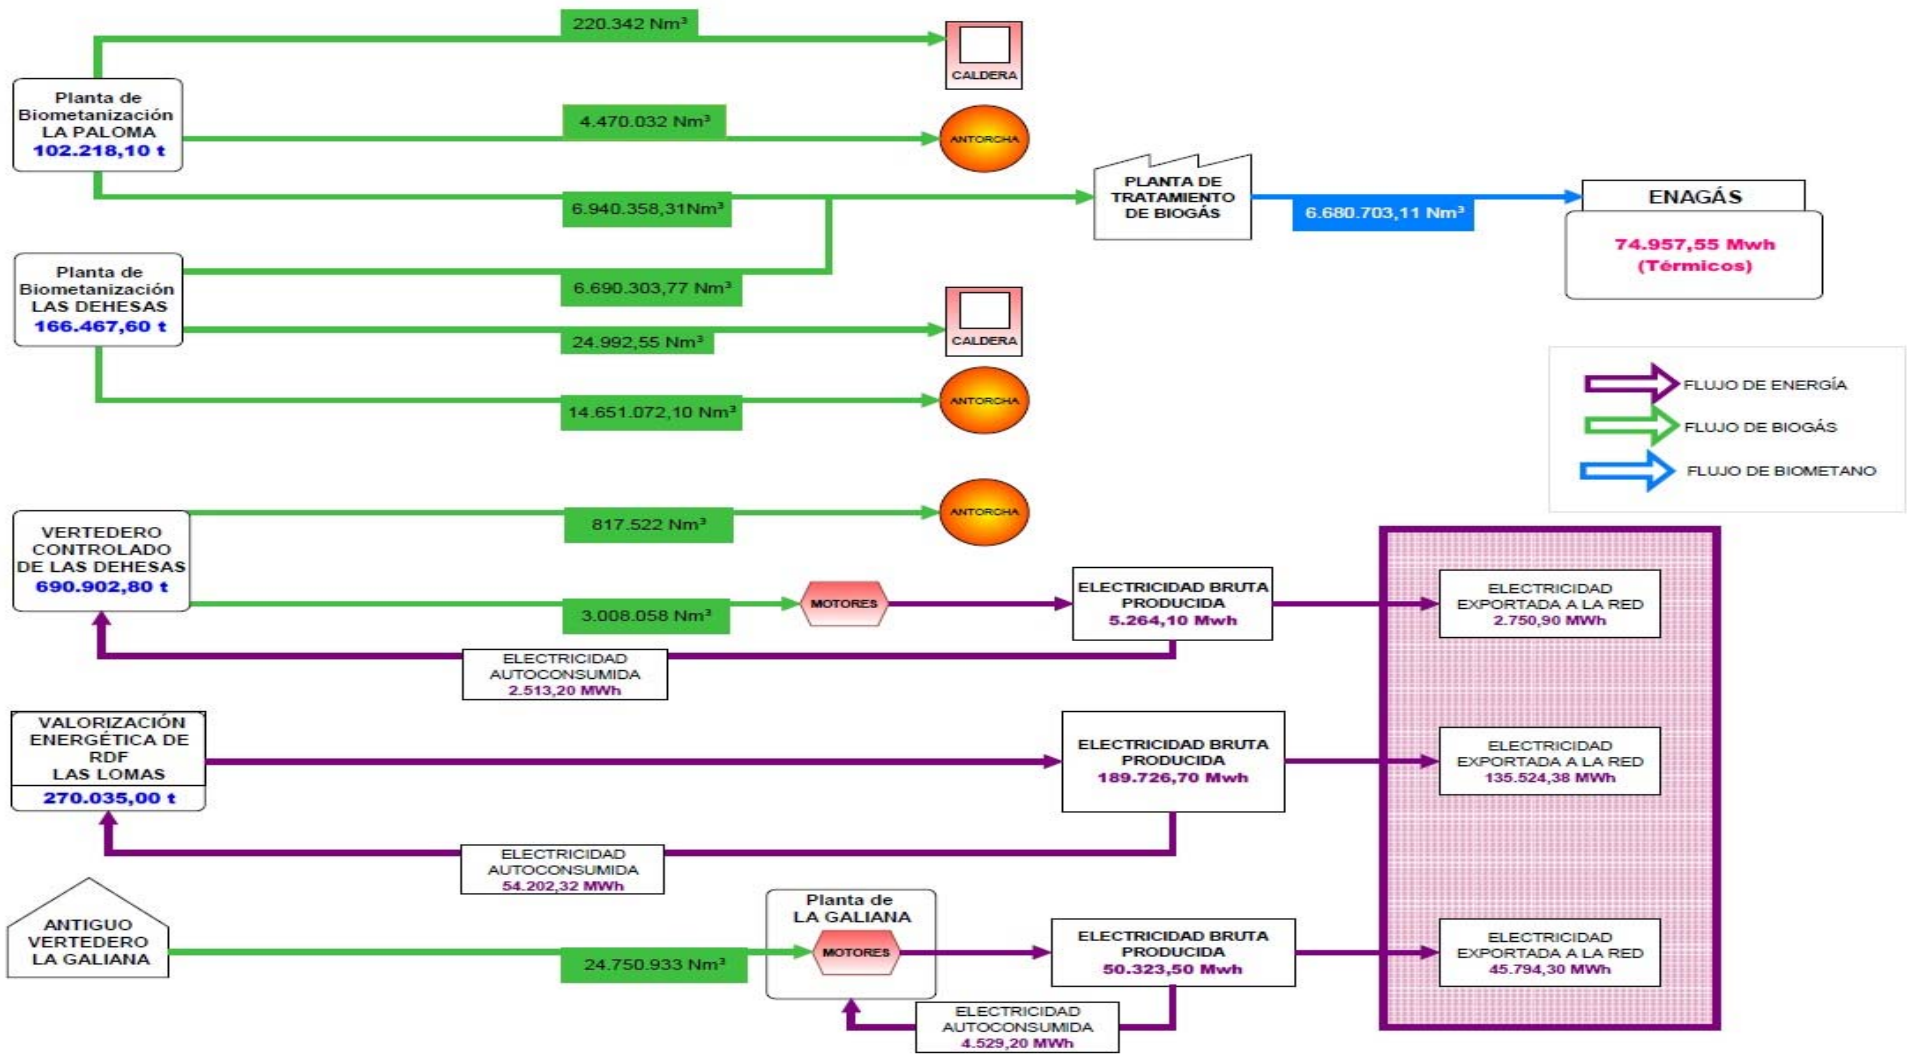 220.342 Nm³
CALDERA
Planta de
Biometanización
LA PALOMA
102.218,10 t
4.470.032 Nm³
ANTORCHA
6.940.358,31Nm³
PLANTA DE
TRATAMIENTO
DE BIOGÁS
6.680.703,11 Nm³
ENAGÁS
74.957,55 Mwh
(Térmicos)
Planta de
Biometanización
LAS DEHESAS
166.467,60 t
6.690.303,77 Nm³
24.992,55 Nm³
CALDERA
14.651.072,10 Nm³
ANTORCHA
FLUJO DE ENERGÍA
FLUJO DE BIOGÁS
FLUJO DE BIOMETANO
VERTEDERO
CONTROLADO
DE LAS DEHESAS
690.902,80 t
817.522 Nm³
ANTORCHA
3.008.058 Nm³
MOTORES
ELECTRICIDAD BRUTA
PRODUCIDA
5.264,10 Mwh
ELECTRICIDAD
EXPORTADA A LA RED
2.750,90 MWh
ELECTRICIDAD
AUTOCONSUMIDA
2.513,20 MWh
VALORIZACIÓN
ENERGÉTICA DE
RDF
LAS LOMAS
270.035,00 t
ELECTRICIDAD BRUTA
PRODUCIDA
189.726,70 Mwh
ELECTRICIDAD
EXPORTADA A LA RED
135.524,38 MWh
ELECTRICIDAD
AUTOCONSUMIDA
54.202,32 MWh
ANTIGUO
VERTEDERO
LA GALIANA
24.750.933 Nm³
Planta de
LA GALIANA
MOTORES
ELECTRICIDAD BRUTA
PRODUCIDA
50.323,50 Mwh
ELECTRICIDAD
EXPORTADA A LA RED
45.794,30 MWh
ELECTRICIDAD
AUTOCONSUMIDA
4.529,20 MWh